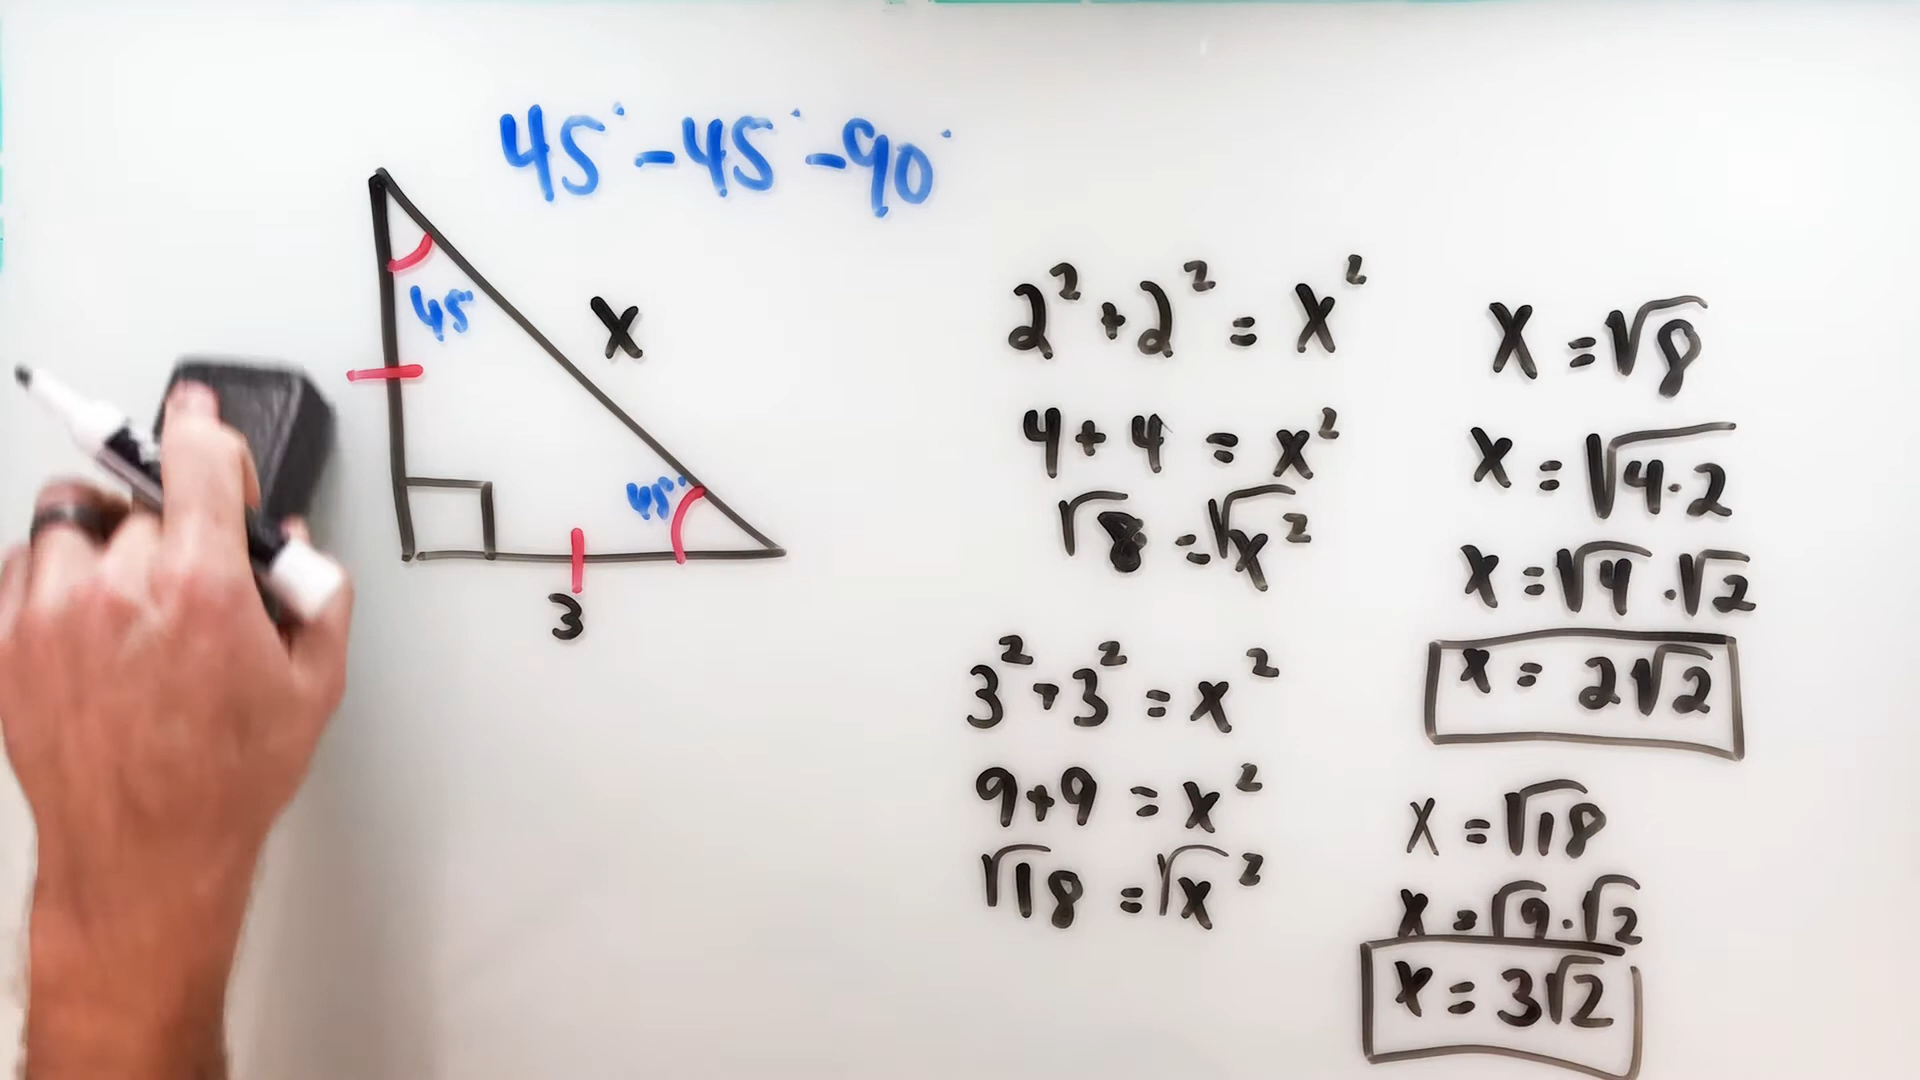 45° - 45° - 90°
45°
x
45°
3
2² + 2² = x²
4 + 4 = x²
√8 = √x²
3² + 3² = x²
9 + 9 = x²
√18 = √x²
x = √8
x = √4·2
x = √4 · √2
x = 2√2
x = √18
x = √9 · √2
x = 3√2